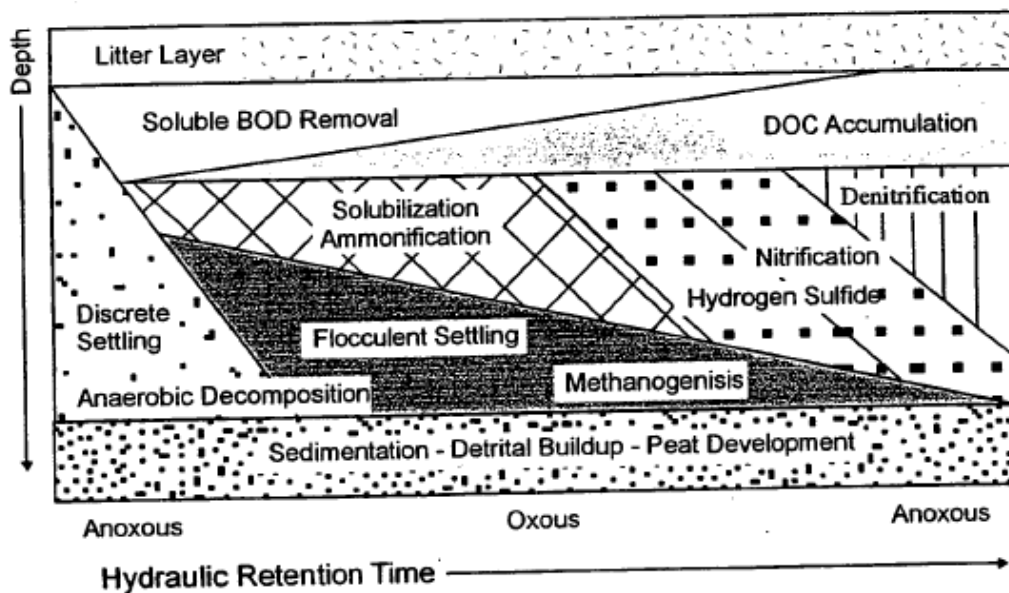 Depth
Litter Layer
Soluble BOD Removal
DOC Accumulation
Solubilization
Ammonification
Denitrification
Nitrification
Hydrogen Sulfide
Discrete
Settling
Flocculent Settling
Methanogenisis
Anaerobic Decomposition
Sedimentation - Detrital Buildup - Peat Development
Anoxous
Oxous
Anoxous
Hydraulic Retention Time